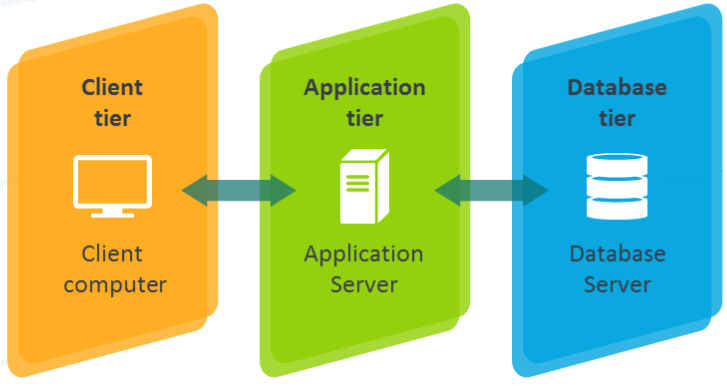 Client
tier
Client
computer
Application
tier
Application
Server
Database
tier
Database
Server